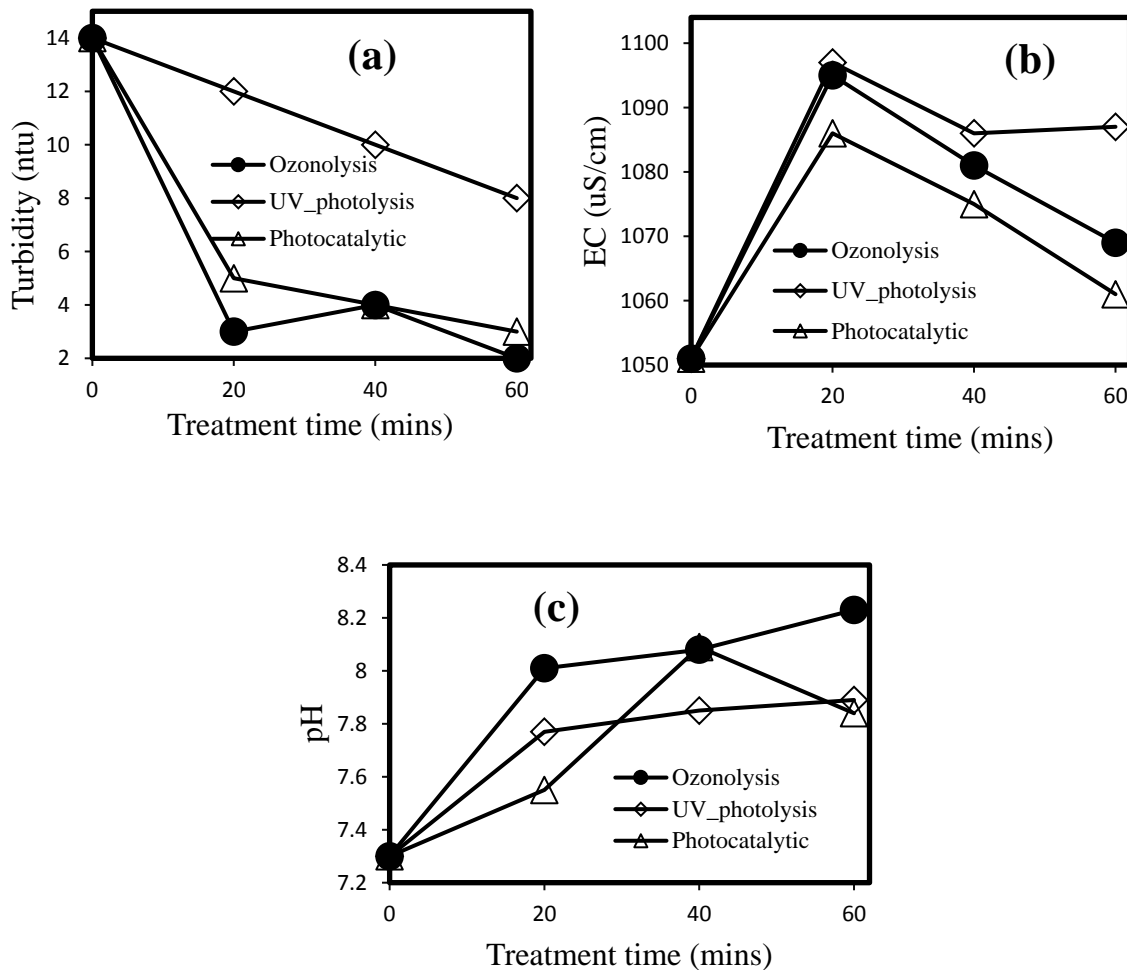 (a)
Turbidity (ntu)
14
12
10
8
6
4
2
0
20
40
60
Treatment time (mins)
Ozonolysis
UV_photolysis
Photocatalytic
(b)
EC (uS/cm)
1100
1090
1080
1070
1060
1050
0
20
40
60
Treatment time (mins)
Ozonolysis
UV_photolysis
Photocatalytic
(c)
pH
8.4
8.2
8
7.8
7.6
7.4
7.2
0
20
40
60
Treatment time (mins)
Ozonolysis
UV_photolysis
Photocatalytic